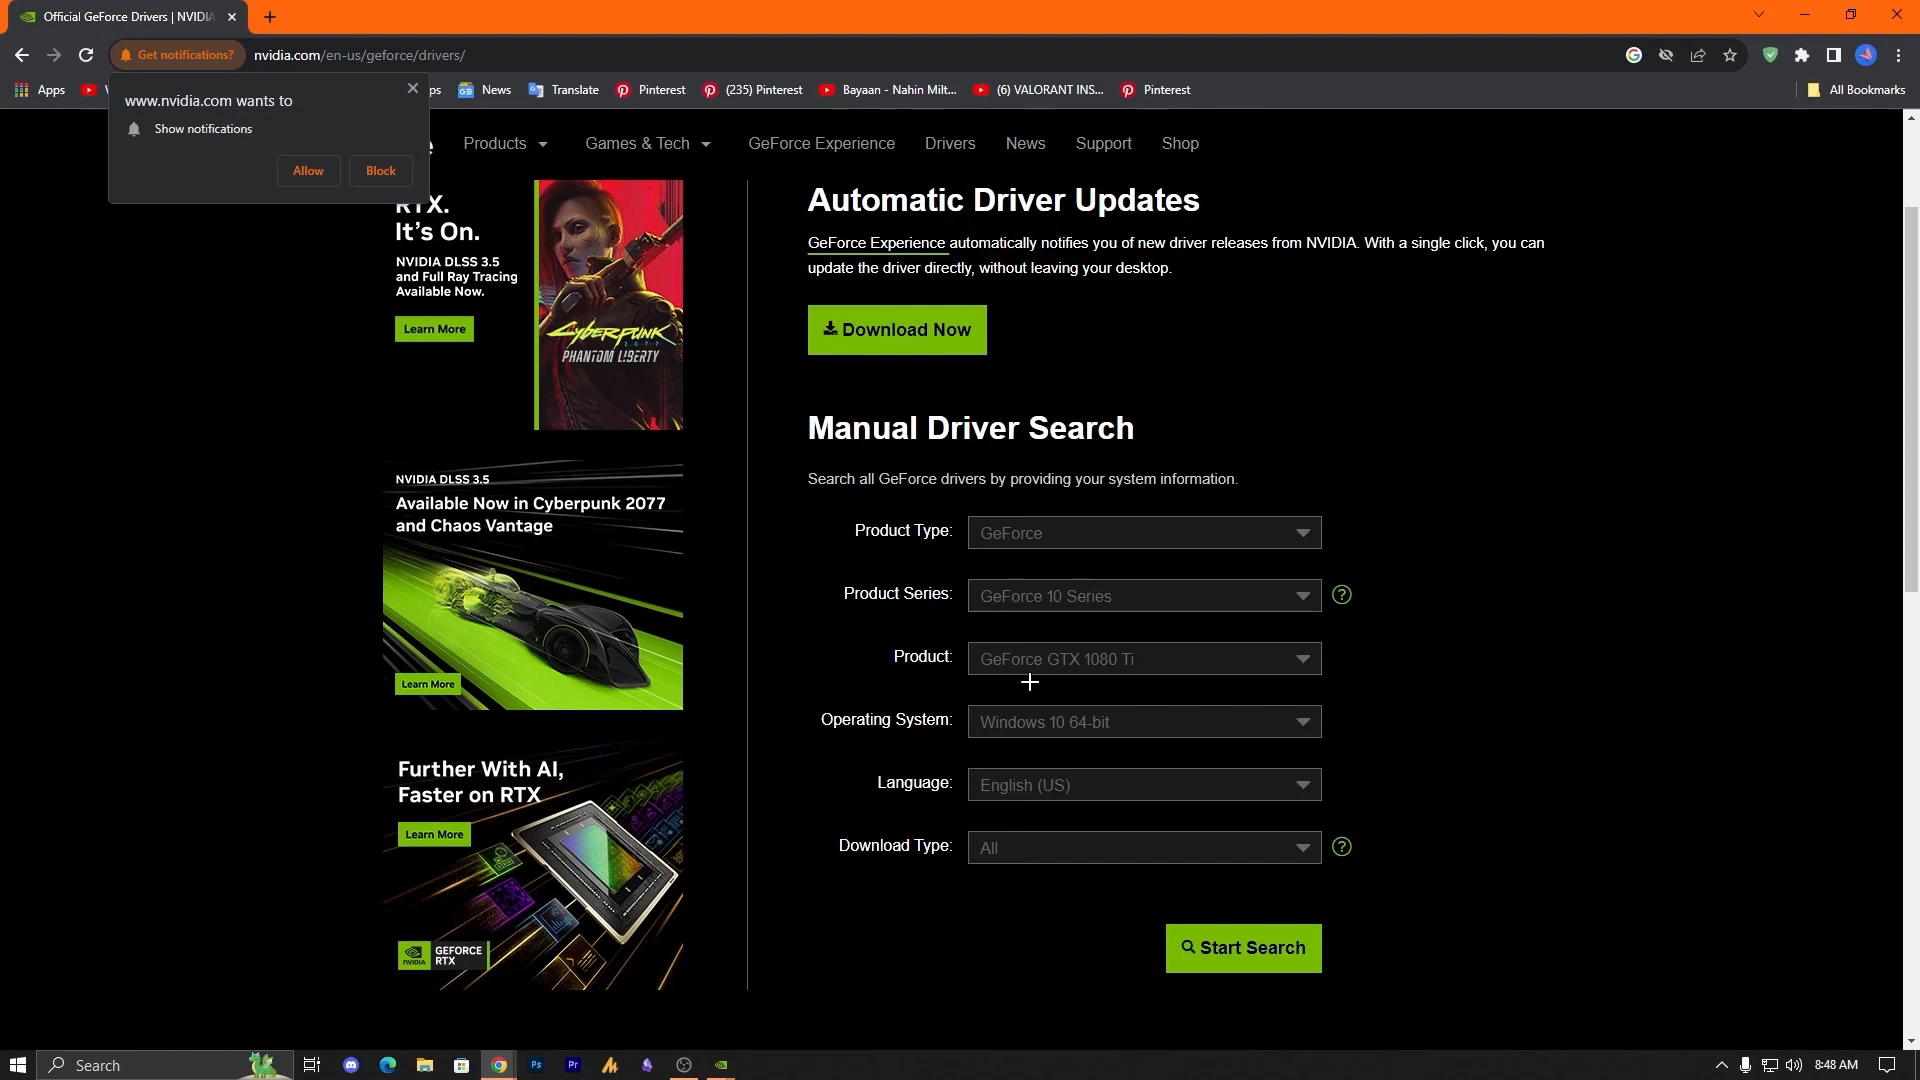 Official GeForce Drivers | NVIDIA
Get notifications?
nvidia.com/en-us/geforce/drivers/
Apps
News
Translate
Pinterest
(235) Pinterest
Bayaan - Nahin Milt...
(6) VALORANT INS...
Pinterest
All Bookmarks
www.nvidia.com wants to
Show notifications
Allow
Block
Products
Games & Tech
GeForce Experience
Drivers
News
Support
Shop
RTX.
It's On.
NVIDIA DLSS 3.5
and Full Ray Tracing
Available Now.
Learn More
CYBERPUNK
2077
PHANTOM LIBERTY
NVIDIA DLSS 3.5
Available Now in Cyberpunk 2077
and Chaos Vantage
Learn More
Further With AI,
Faster on RTX
Learn More
NVIDIA
GEFORCE
RTX
Automatic Driver Updates
GeForce Experience automatically notifies you of new driver releases from NVIDIA. With a single click, you can
update the driver directly, without leaving your desktop.
Download Now
Manual Driver Search
Search all GeForce drivers by providing your system information.
Product Type: GeForce
Product Series: GeForce 10 Series ?
Product: GeForce GTX 1080 Ti
Operating System: Windows 10 64-bit
Language: English (US)
Download Type: All ?
Start Search
Search
Ps
Pr
8:48 AM